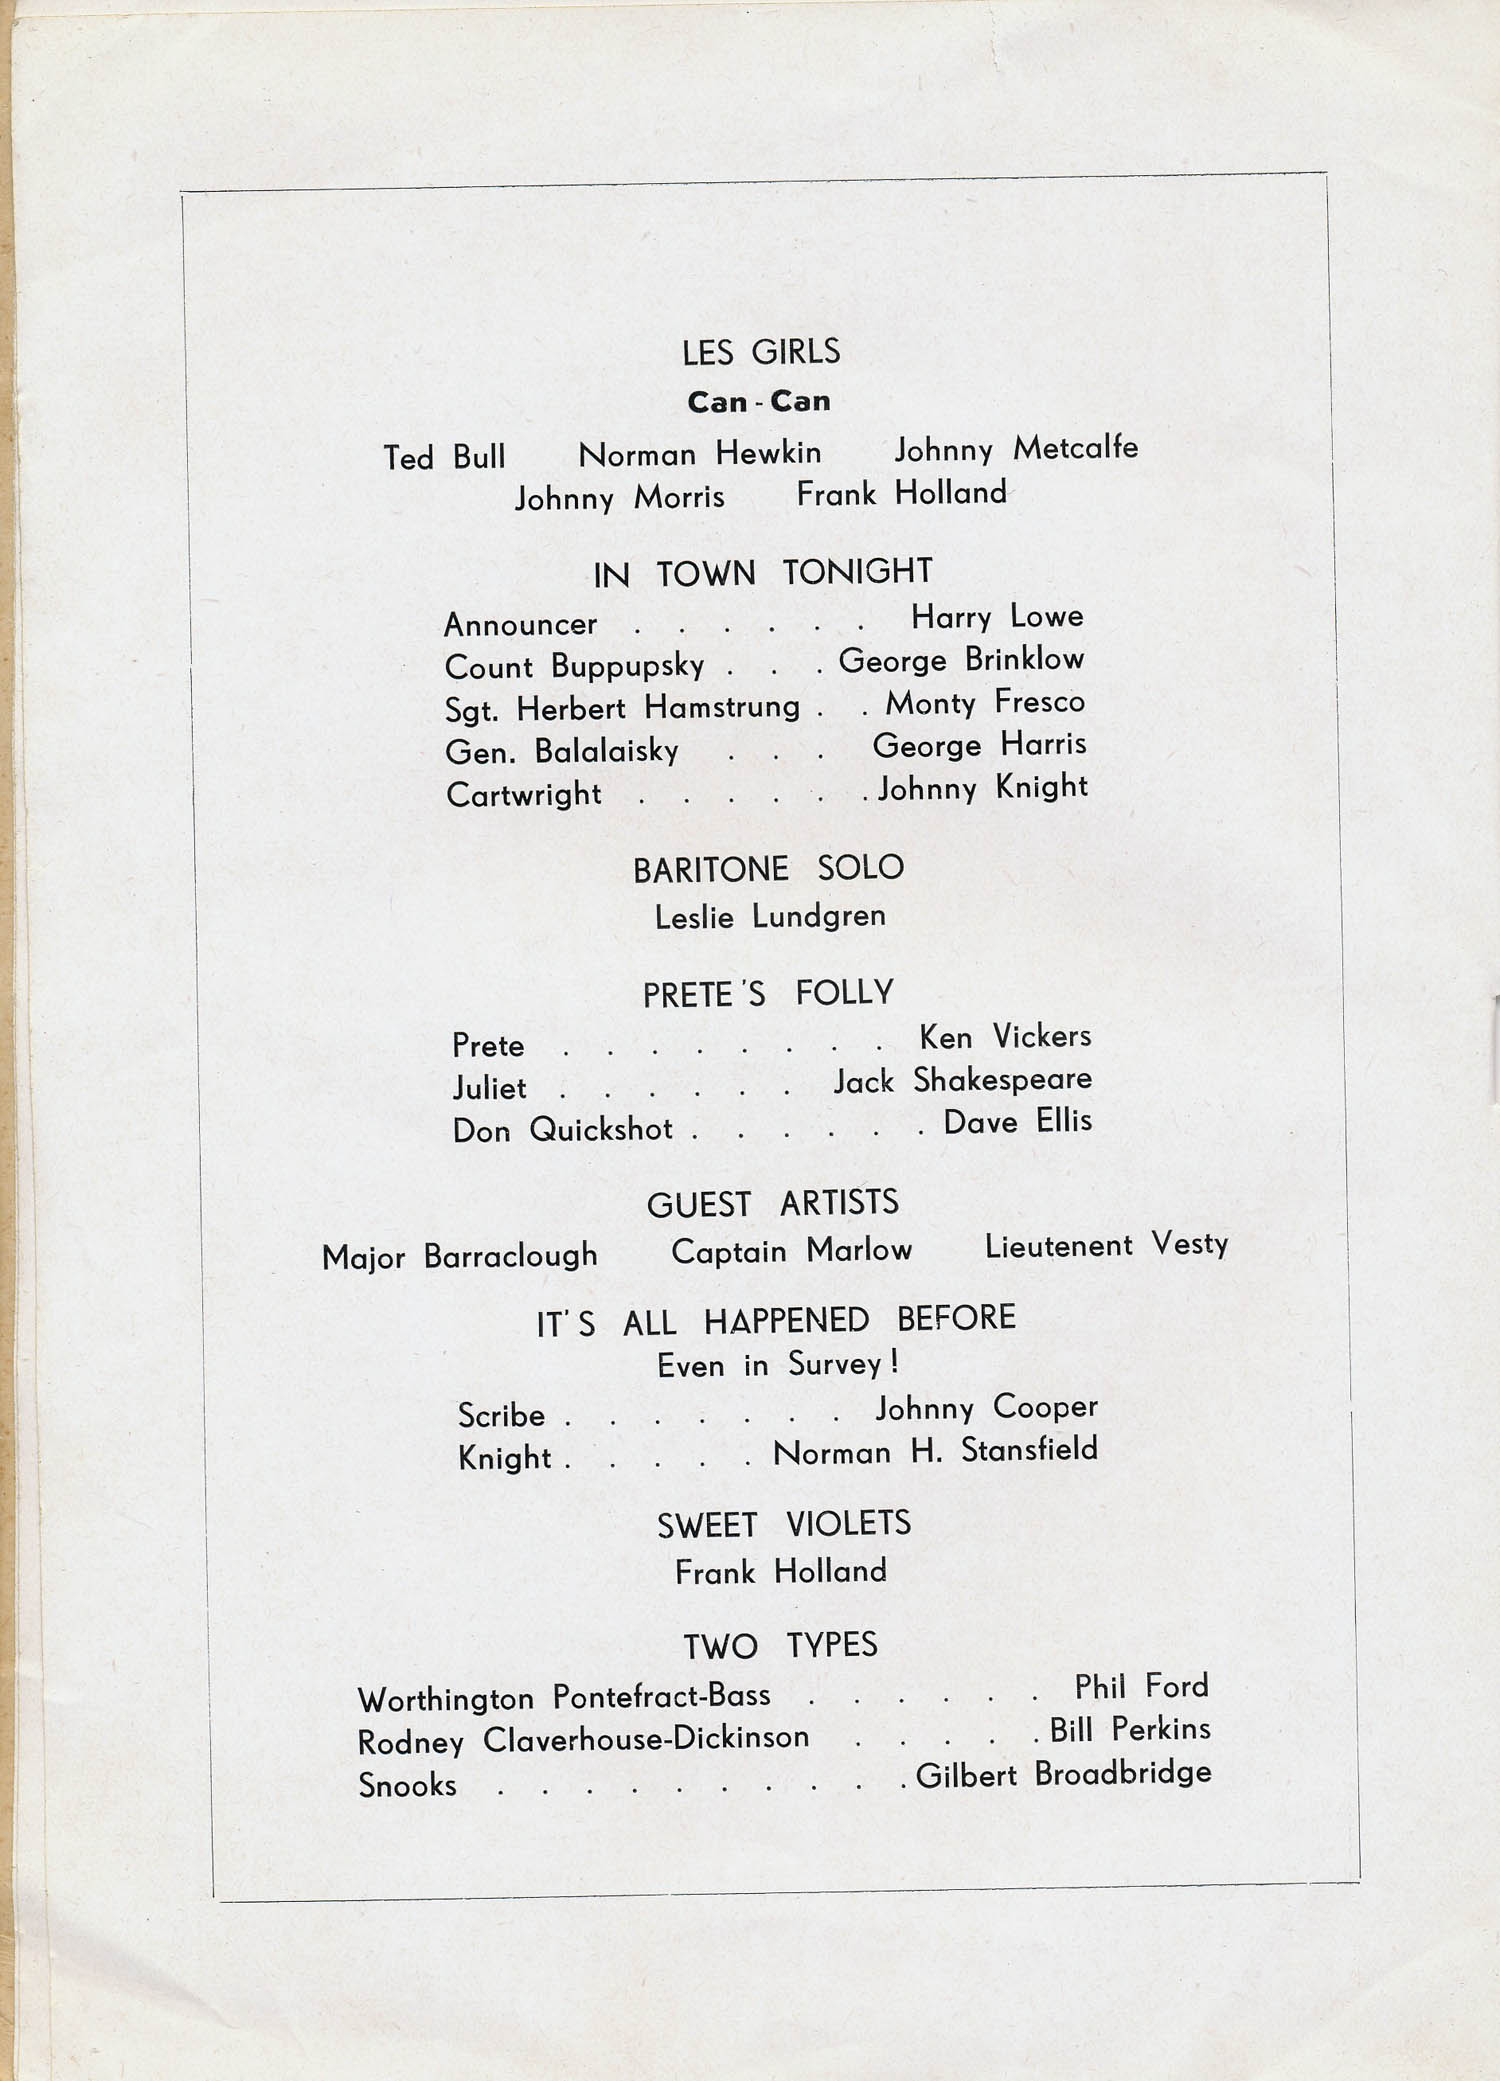 LES GIRLS
Can - Can
Ted Bull Norman Hewkin Johnny Metcalfe
Johnny Morris Frank Holland
IN TOWN TONIGHT
Announcer . . . . . . Harry Lowe
Count Buppupsky . . . George Brinklow
Sgt. Herbert Hamstrung . . Monty Fresco
Gen. Balalaisky . . . George Harris
Cartwright . . . . . . Johnny Knight
BARITONE SOLO
Leslie Lundgren
PRETE'S FOLLY
Prete . . . . . . . . Ken Vickers
Juliet . . . . . . Jack Shakespeare
Don Quickshot . . . . . . Dave Ellis
GUEST ARTISTS
Major Barraclough Captain Marlow Lieutenent Vesty
IT'S ALL HAPPENED BEFORE
Even in Survey!
Scribe . . . . . . . Johnny Cooper
Knight . . . . . Norman H. Stansfield
SWEET VIOLETS
Frank Holland
TWO TYPES
Worthington Pontefract-Bass . . . . . . Phil Ford
Rodney Claverhouse-Dickinson . . . . . Bill Perkins
Snooks . . . . . . . . . . Gilbert Broadbridge